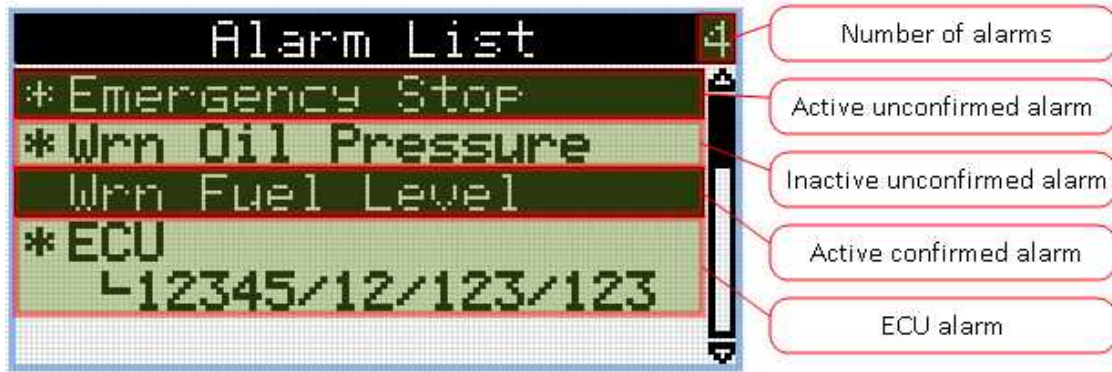 Alarm List 4
*Emergency Stop
*Wrn Oil Pressure
Wrn Fuel Level
*ECU
└12345/12/123/123
Number of alarms
Active unconfirmed alarm
Inactive unconfirmed alarm
Active confirmed alarm
ECU alarm